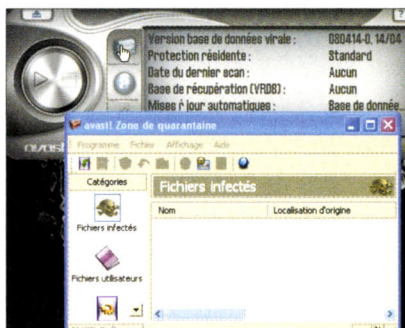 Version base de données virale : 080414-0, 14/04
Protection résidente : Standard
Date du dernier scan : Aucun
Base de récupération (VRDB) : Aucun
Mises à jour automatiques : Base de donnée...
avast! Zone de quarantaine
Programme Fichier Affichage Aide
Catégories
Fichiers infectés
Nom Localisation d'origine
Fichiers infectés
Fichiers utilisateurs